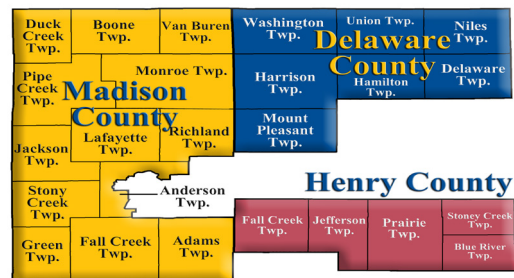 Duck
Creek
Twp.
Boone
Twp.
Van Buren
Twp.
Washington
Twp.
Union Twp.
Niles
Twp.
Delaware
County
Pipe
Creek
Twp.
Monroe Twp.
Harrison
Twp.
Hamilton
Twp.
Delaware
Twp.
Madison
County
Lafayette
Twp.
Richland
Twp.
Mount
Pleasant
Twp.
Jackson
Twp.
Stony
Creek
Twp.
Anderson
Twp.
Henry County
Green
Twp.
Fall Creek
Twp.
Adams
Twp.
Fall Creek
Twp.
Jefferson
Twp.
Prairie
Twp.
Stoney Creek
Twp.
Blue River
Twp.